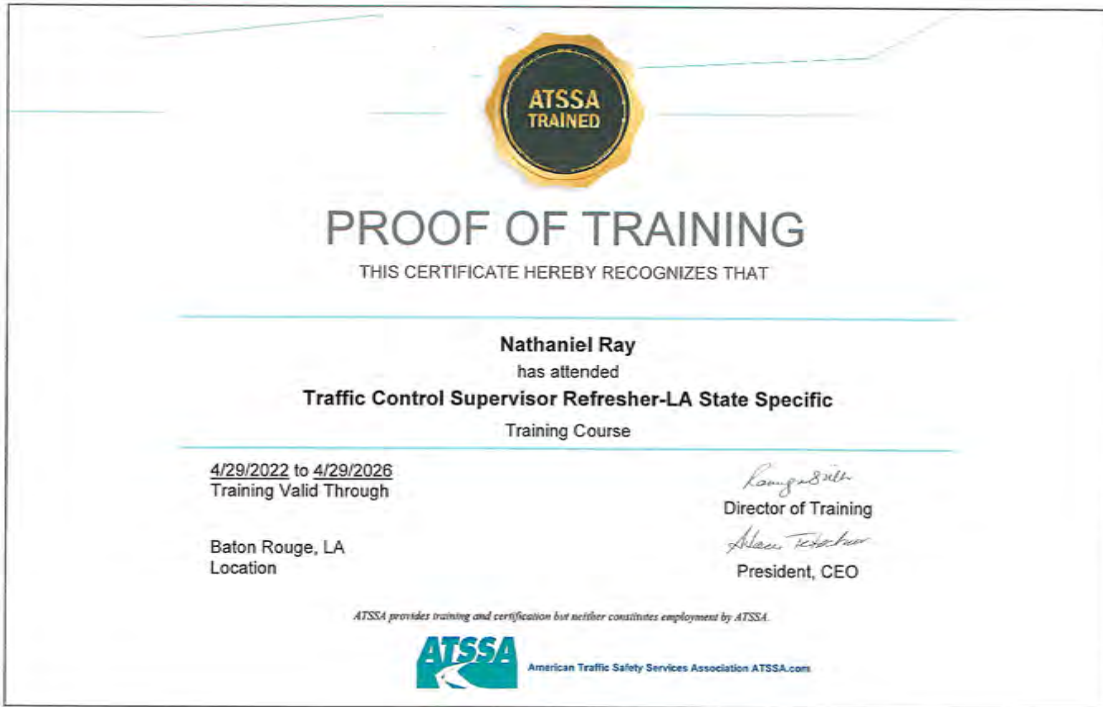 ATSSA
TRAINED
PROOF OF TRAINING
THIS CERTIFICATE HEREBY RECOGNIZES THAT
Nathaniel Ray
has attended
Traffic Control Supervisor Refresher-LA State Specific
Training Course
4/29/2022 to 4/29/2026
Training Valid Through
Director of Training
Baton Rouge, LA
Location
President, CEO
ATSSA provides training and certification but neither constitutes employment by ATSSA.
ATSSA
American Traffic Safety Services Association ATSSA.com